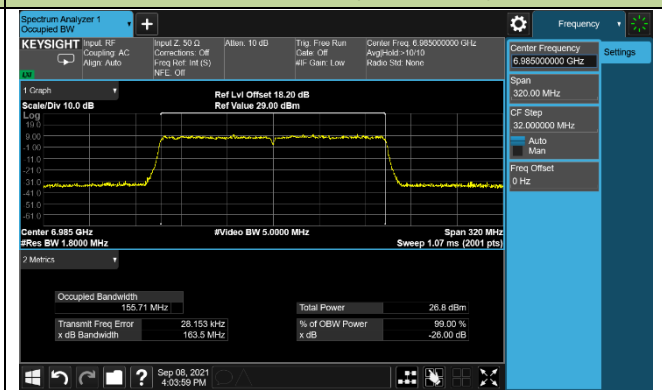 Spectrum Analyzer 1
Occupied BW
+
Frequency
KEYSIGHT
Input: RF
Coupling: AC
Align: Auto
Input Z: 50 Ω
Corrections: Off
Freq Ref: Int (S)
NFE: Off
Atten: 10 dB
Trig: Free Run
Gate: Off
#IF Gain: Low
Center Freq: 6.985000000 GHz
Avg|Hold:>10/10
Radio Std: None
Center Frequency
6.985000000 GHz
Settings
Span
320.00 MHz
CF Step
32.000000 MHz
Auto
Man
Freq Offset
0 Hz
1 Graph
Scale/Div 10.0 dB
Ref Lvl Offset 18.20 dB
Ref Value 29.00 dBm
Log
19.0
9.00
-1.00
-11.0
-21.0
-31.0
-41.0
-51.0
-61.0
Center 6.985 GHz
#Video BW 5.0000 MHz
Span 320 MHz
#Res BW 1.8000 MHz
Sweep 1.07 ms (2001 pts)
2 Metrics
Occupied Bandwidth
155.71 MHz
Total Power
26.8 dBm
Transmit Freq Error
28.153 kHz
% of OBW Power
99.00 %
x dB Bandwidth
163.5 MHz
x dB
-26.00 dB
?
Sep 08, 2021
4:03:59 PM